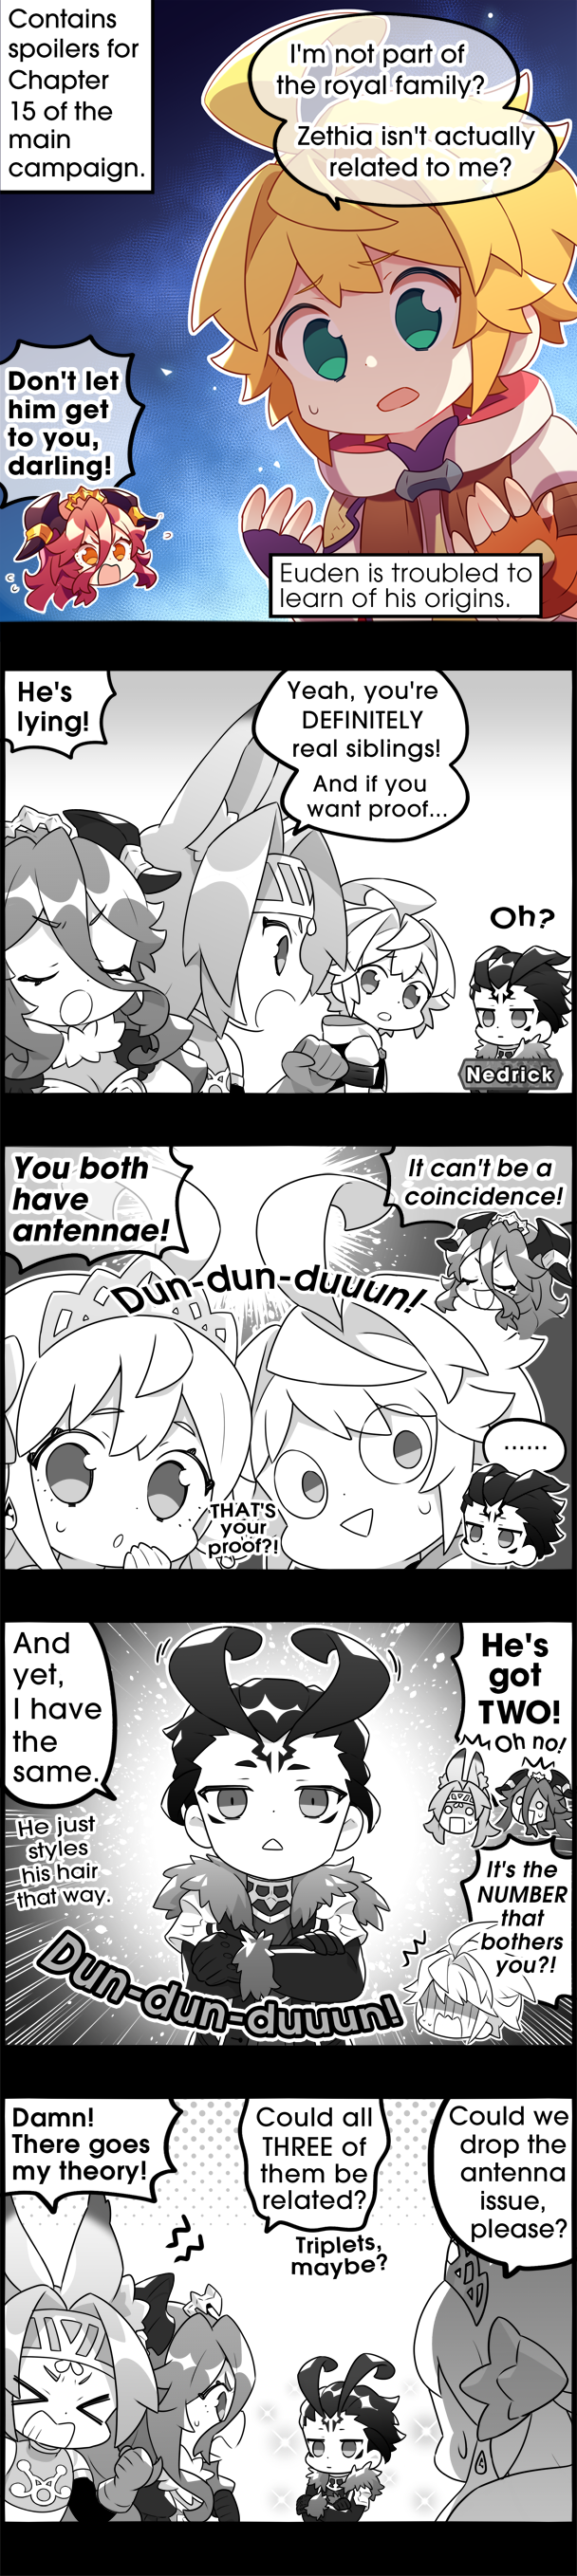 Contains
spoilers for
Chapter
15 of the
main
campaign.
I'm not part of
the royal family?
Zethia isn't actually
related to me?
Don't let
him get
to you,
darling!
Euden is troubled to
learn of his origins.
He's
lying!
Yeah, you're
DEFINITELY
real siblings!
And if you
want proof...
Oh?
Nedrick
You both
have
antennae!
It can't be a
coincidence!
Dun-dun-duuun!
......
THAT'S
your
proof?!
And
yet,
I have
the
same.
He's
got
TWO!
Oh no!
He just
styles
his hair
that way.
It's the
NUMBER
that
bothers
you?!
Dun-dun-duuun!
Damn!
There goes
my theory!
Could all
THREE of
them be
related?
Triplets,
maybe?
Could we
drop the
antenna
issue,
please?